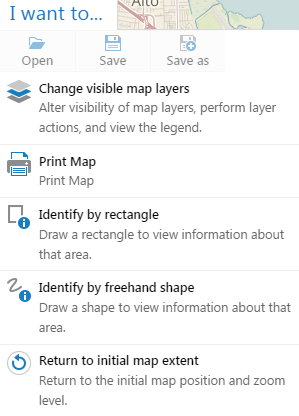 I want to...
Alto
Open Save Save as
Change visible map layers
Alter visibility of map layers, perform layer
actions, and view the legend.
Print Map
Print Map
Identify by rectangle
Draw a rectangle to view information about
that area.
Identify by freehand shape
Draw a shape to view information about that
area.
Return to initial map extent
Return to the initial map position and zoom
level.